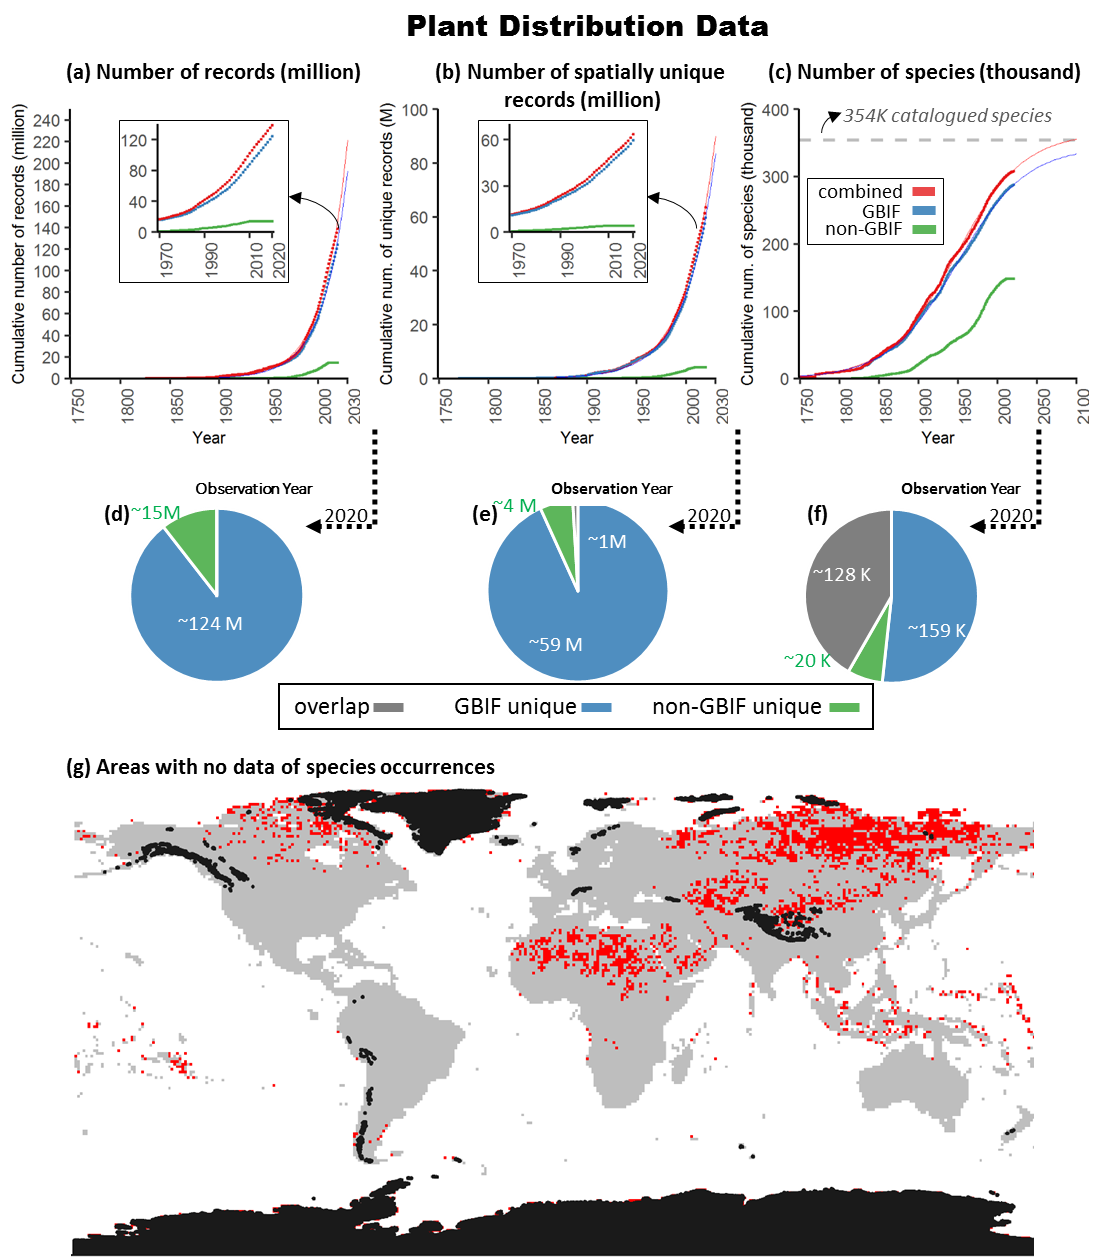 Plant Distribution Data
(a) Number of records (million)
Cumulative number of records (million)
240
220
200
180
160
140
120
100
80
60
40
20
0
120
80
40
0
1970
1990
2010
2020
1750
1800
1850
1900
1950
2000
2030
Year
(b) Number of spatially unique
records (million)
Cumulative num. of unique records (M)
100
80
60
40
20
0
60
30
0
1970
1990
2010
2020
1750
1800
1850
1900
1950
2000
2030
Year
(c) Number of species (thousand)
Cumulative num. of species (thousand)
400
300
200
100
0
354K catalogued species
combined
GBIF
non-GBIF
1750
1800
1850
1900
1950
2000
2050
2100
Year
Observation Year
2020
(d)
~15M
~124 M
Observation Year
2020
(e)
~4 M
~1M
~59 M
Observation Year
2020
(f)
~128 K
~159 K
~20 K
overlap
GBIF unique
non-GBIF unique
(g) Areas with no data of species occurrences